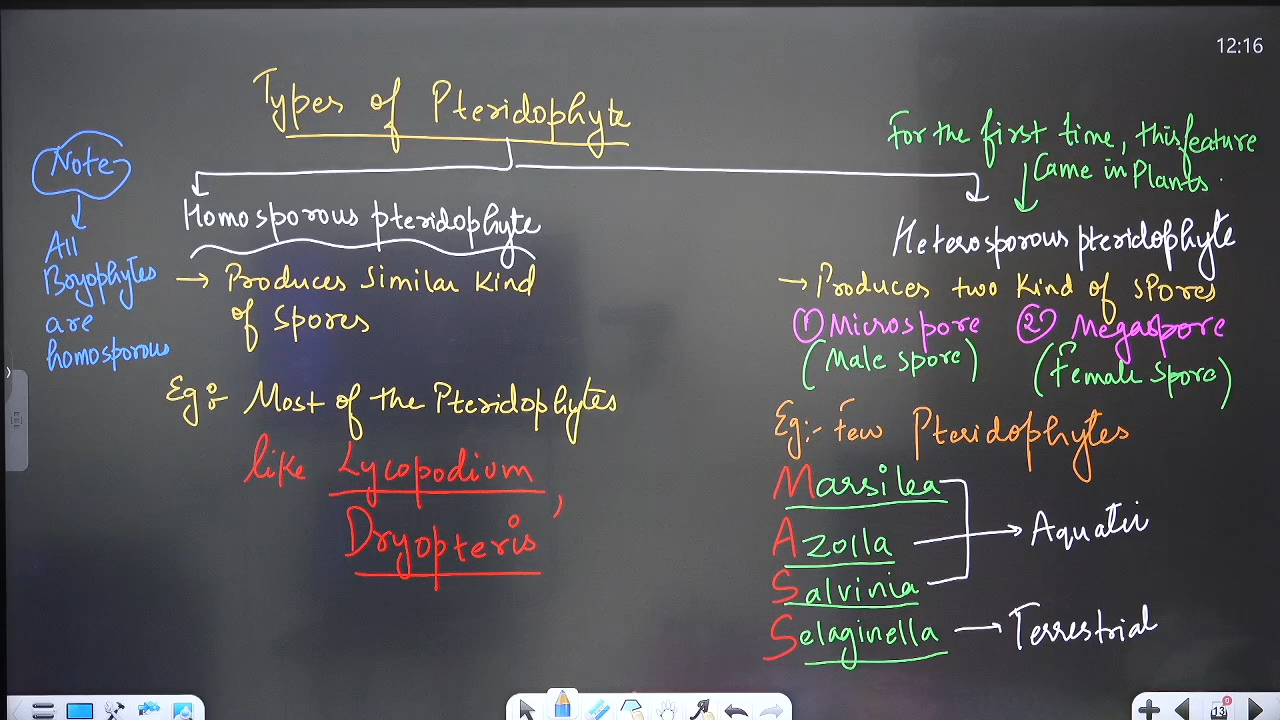 12:16
Types of Pteridophyte
For the first time, this feature
Came in Plants.
Note
All
Bryophytes
are
homosporous
Homosporous pteridophyte
→ Produces Similar Kind
of spores
Eg:- Most of the Pteridophytes
like Lycopodium,
Dryopteris
Heterosporous pteridophyte
→ Produces two Kind of spores
① Microspore ② Megaspore
(Male spore) (Female spore)
Eg:- Few Pteridophytes
Marsilea
Azolla
Salvinia
→ Aquatic
Selaginella → Terrestrial
13